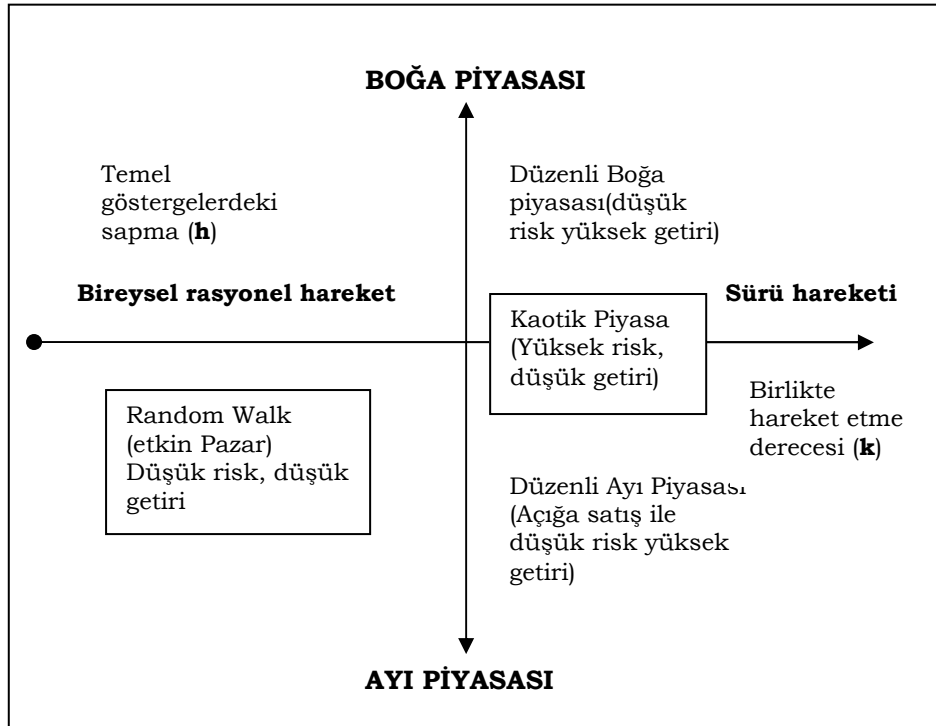 BOĞA PİYASASI
Temel
göstergelerdeki
sapma (h)
Düzenli Boğa
piyasası(düşük
risk yüksek getiri)
Bireysel rasyonel hareket
Sürü hareketi
Kaotik Piyasa
(Yüksek risk,
düşük getiri)
Birlikte
hareket etme
derecesi (k)
Random Walk
(etkin Pazar)
Düşük risk, düşük
getiri
Düzenli Ayı Piyasası
(Açığa satış ile
düşük risk yüksek
getiri)
AYI PİYASASI